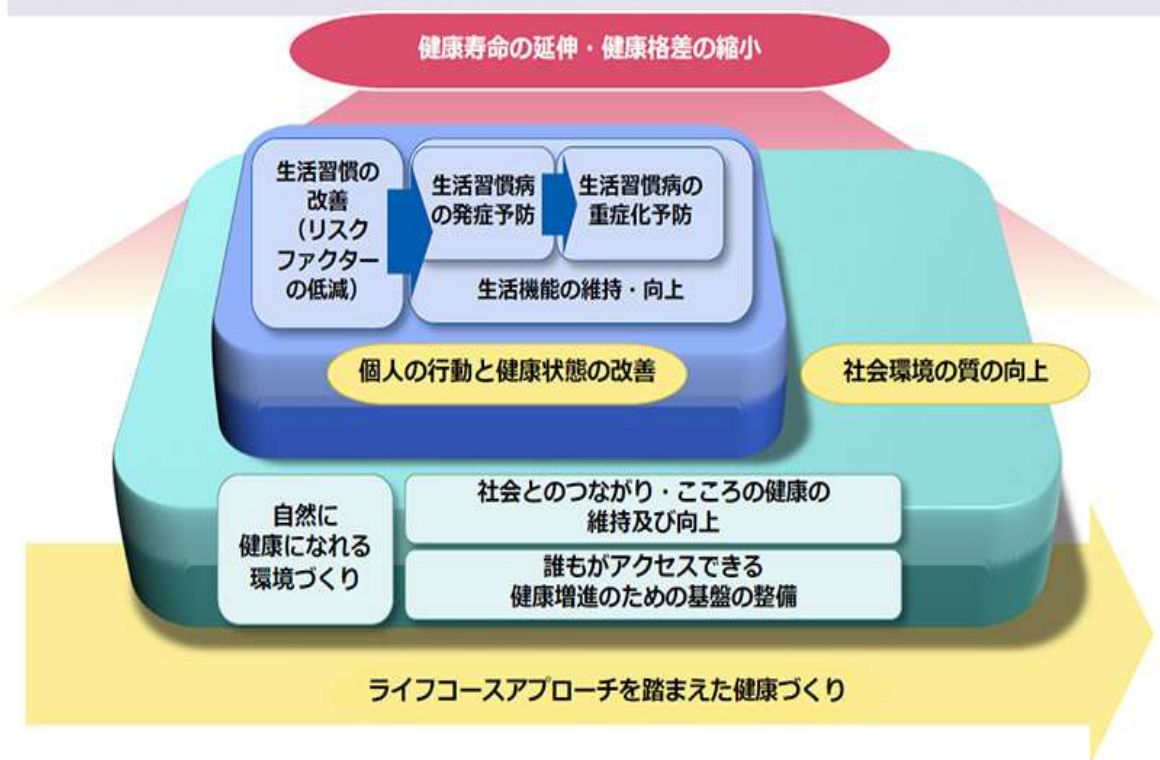 健康寿命の延伸・健康格差の縮小
生活習慣の
改善
(リスク
ファクター
の低減)
生活習慣病
の発症予防
生活習慣病の
重症化予防
生活機能の維持・向上
個人の行動と健康状態の改善
社会環境の質の向上
自然に
健康になれる
環境づくり
社会とのつながり・こころの健康の
維持及び向上
誰もがアクセスできる
健康増進のための基盤の整備
ライフコースアプローチを踏まえた健康づくり